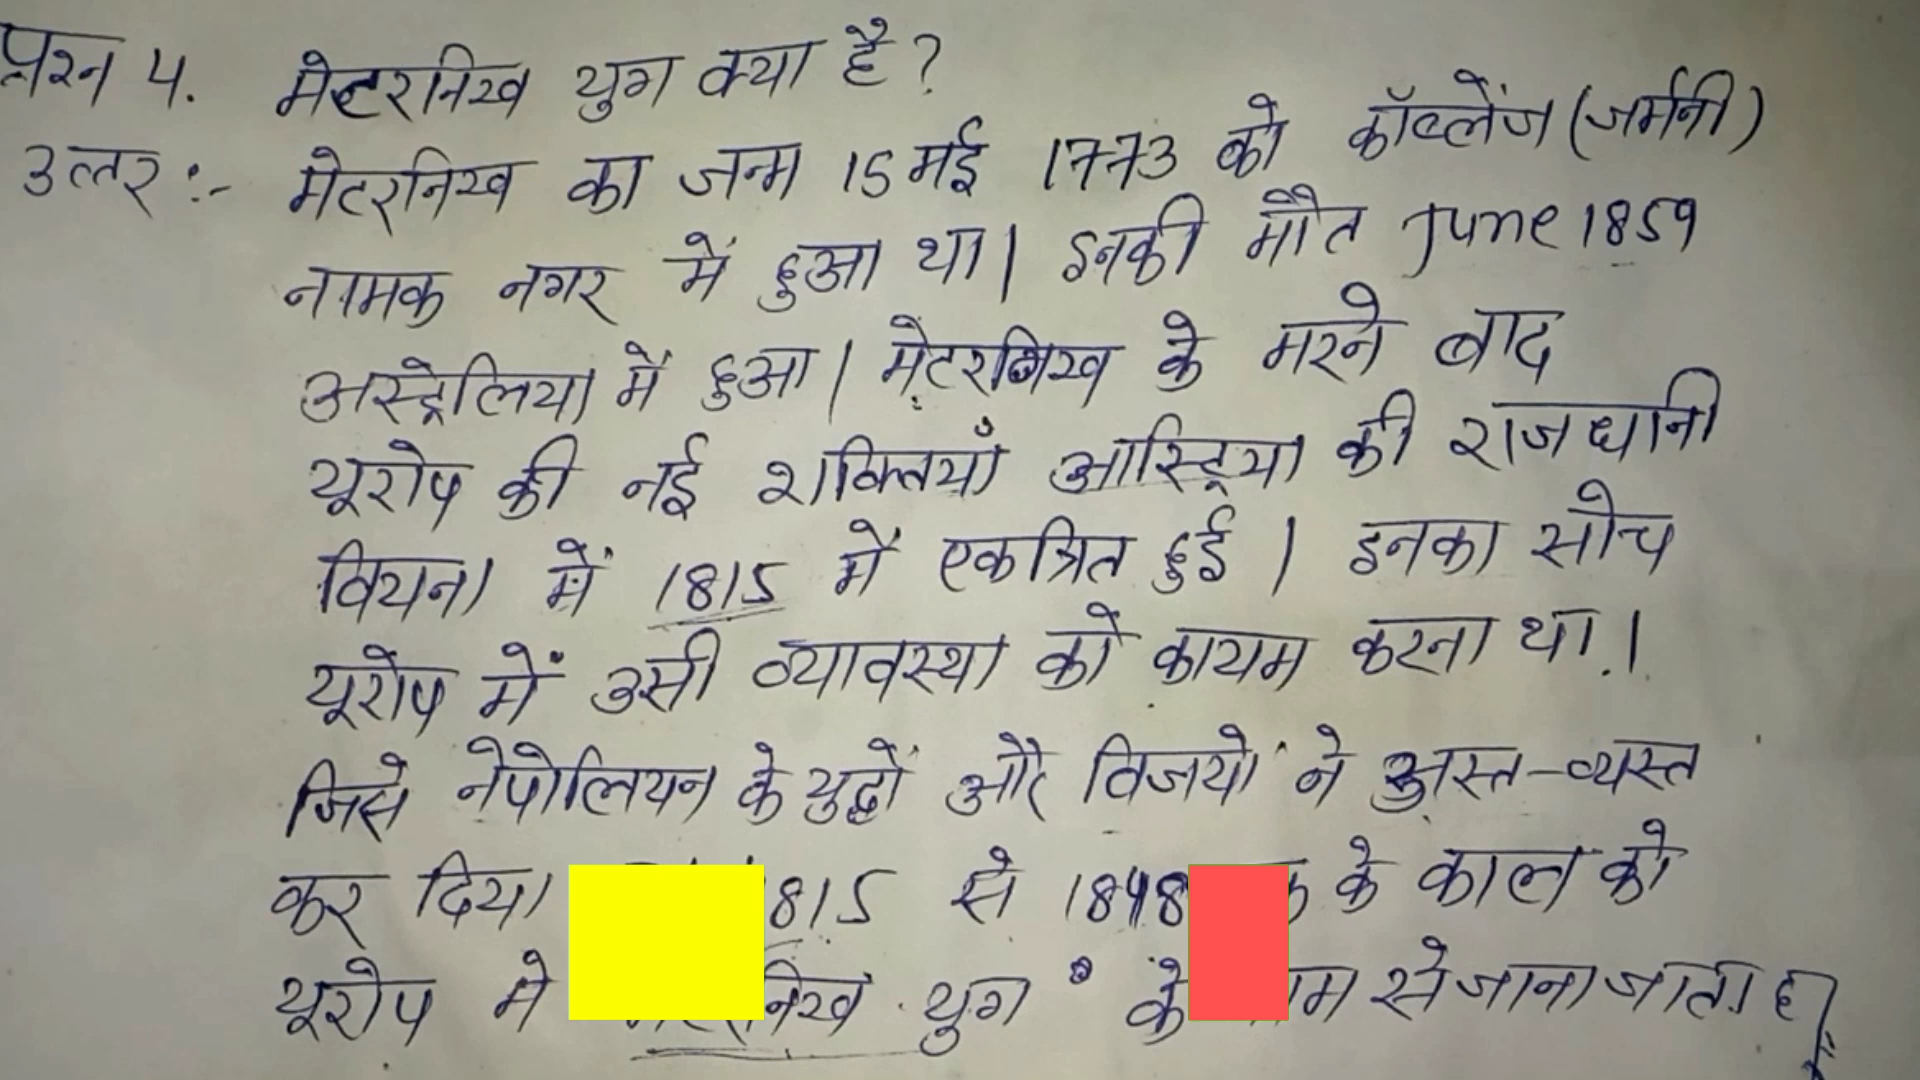 प्रश्न 4. मेटरनिख युग क्या है?
उत्तर:- मेटरनिख का जन्म 15 मई 1773 को कॉब्लेंज (जर्मनी)
नामक नगर में हुआ था। इनकी मौत June 1859
अस्ट्रेलिया में हुआ। मेटरनिख के मरने बाद
यूरोप की नई शक्तियाँ आस्ट्रिया की राजधानी
वियना में 1815 में एकत्रित हुई। इनका सोच
यूरोप में उसी व्यावस्था को कायम करना था।
जिसे नेपोलियन के युद्धों और विजयों ने अस्त-व्यस्त
कर दिया 815 से 1848 के काल को
यूरोप मे युग के से जाना जाता है